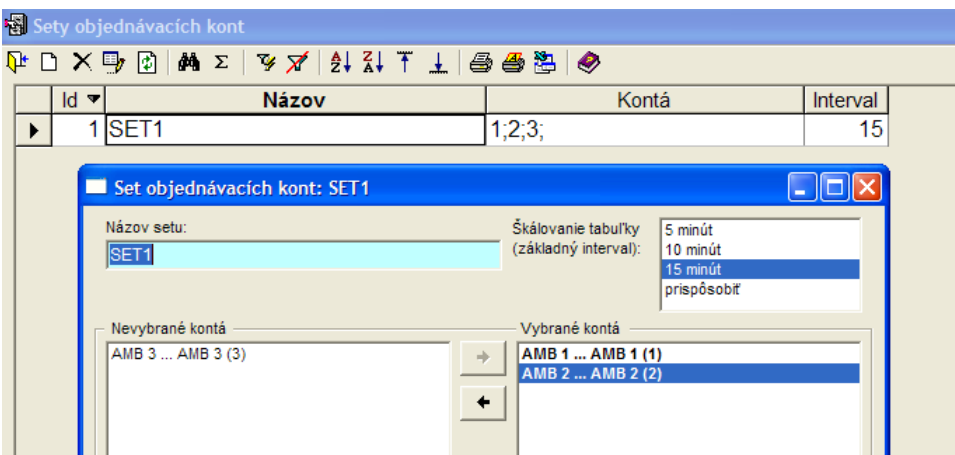 Sety objednávacích kont
Id Názov Kontá Interval
1 SET1 1;2;3; 15
Set objednávacích kont: SET1
Názov setu:
SET1
Škálovanie tabuľky
(základný interval):
5 minút
10 minút
15 minút
prispôsobiť
Nevybrané kontá
AMB 3 ... AMB 3 (3)
Vybrané kontá
AMB 1 ... AMB 1 (1)
AMB 2 ... AMB 2 (2)